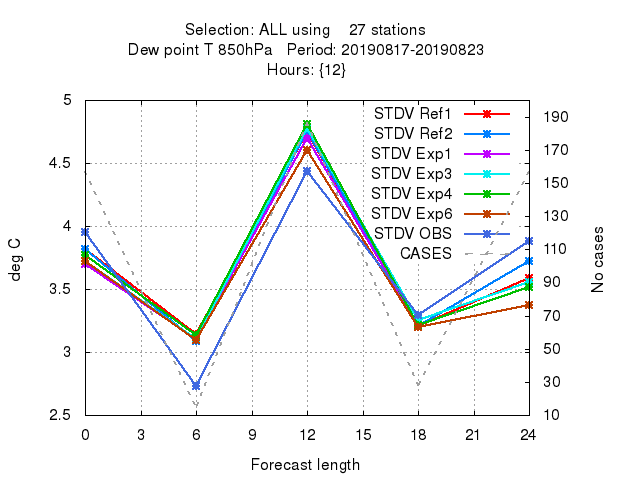 Selection: ALL using    27 stations
Dew point T 850hPa   Period: 20190817-20190823
Hours: {12}
5
4.5
4
3.5
3
2.5
deg C
STDV Ref1
STDV Ref2
STDV Exp1
STDV Exp3
STDV Exp4
STDV Exp6
STDV OBS
CASES
190
170
150
130
110
90
70
50
30
10
No cases
0 3 6 9 12 15 18 21 24
Forecast length